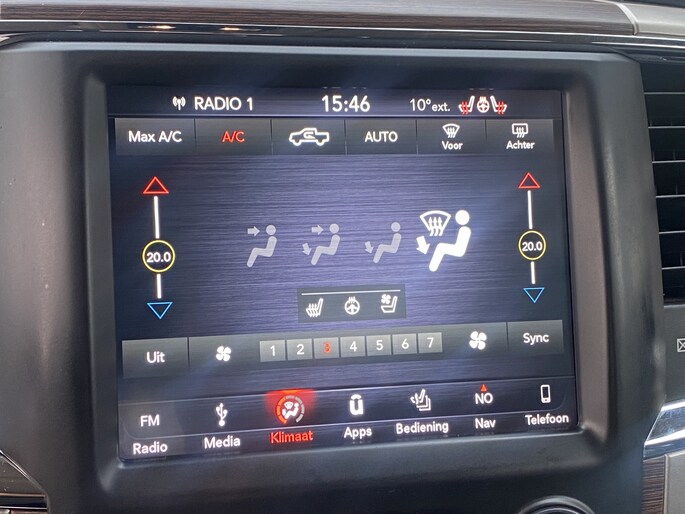 RADIO 1 15:46 10° ext.
Max A/C A/C AUTO Voor Achter
20.0 20.0
Uit 1 2 3 4 5 6 7 Sync
FM NO
Radio Media Klimaat Apps Bediening Nav Telefoon